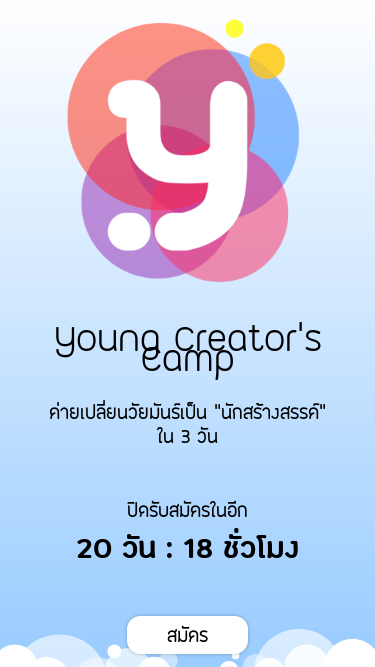 Young Creator's
Camp
ค่ายเปลี่ยนวัยมันร์เป็น "นักสร้างสรรค์"
ใน 3 วัน
ปิดรับสมัครในอีก
20 วัน : 18 ชั่วโมง
สมัคร